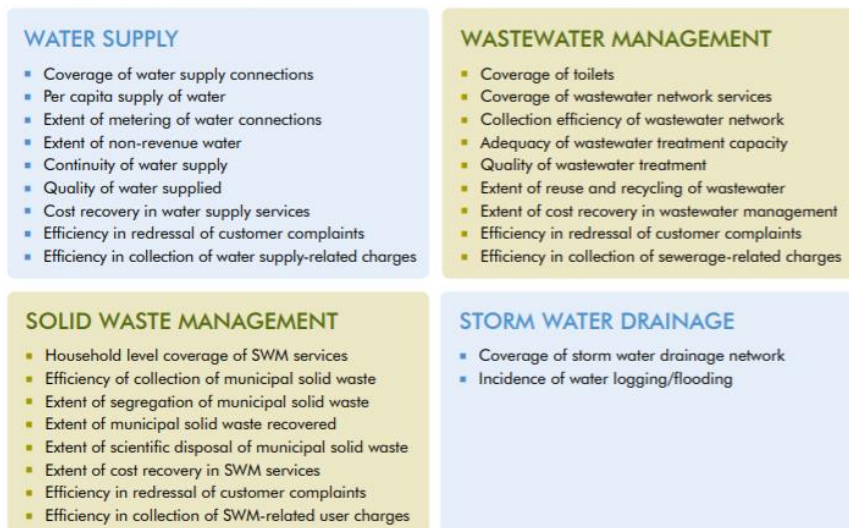 WATER SUPPLY
▪ Coverage of water supply connections
▪ Per capita supply of water
▪ Extent of metering of water connections
▪ Extent of non-revenue water
▪ Continuity of water supply
▪ Quality of water supplied
▪ Cost recovery in water supply services
▪ Efficiency in redressal of customer complaints
▪ Efficiency in collection of water supply-related charges
WASTEWATER MANAGEMENT
▪ Coverage of toilets
▪ Coverage of wastewater network services
▪ Collection efficiency of wastewater network
▪ Adequacy of wastewater treatment capacity
▪ Quality of wastewater treatment
▪ Extent of reuse and recycling of wastewater
▪ Extent of cost recovery in wastewater management
▪ Efficiency in redressal of customer complaints
▪ Efficiency in collection of sewerage-related charges
SOLID WASTE MANAGEMENT
▪ Household level coverage of SWM services
▪ Efficiency of collection of municipal solid waste
▪ Extent of segregation of municipal solid waste
▪ Extent of municipal solid waste recovered
▪ Extent of scientific disposal of municipal solid waste
▪ Extent of cost recovery in SWM services
▪ Efficiency in redressal of customer complaints
▪ Efficiency in collection of SWM-related user charges
STORM WATER DRAINAGE
▪ Coverage of storm water drainage network
▪ Incidence of water logging/flooding